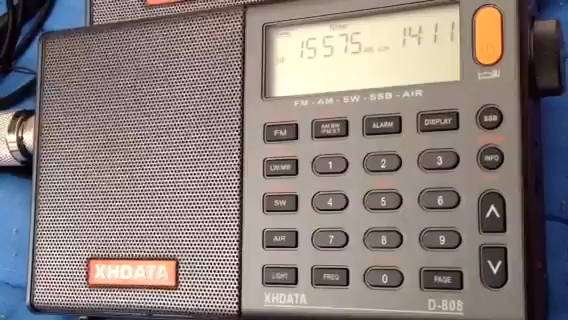 15575 1411
FM - AM - SW - SSB - AIR
FM
ALARM
DISPLAY
SSB
LW/MW
1
2
3
INFO
SW
4
5
6
AIR
7
8
9
LIGHT
FREQ
0
PAGE
XHDATA
XHDATA
D-808